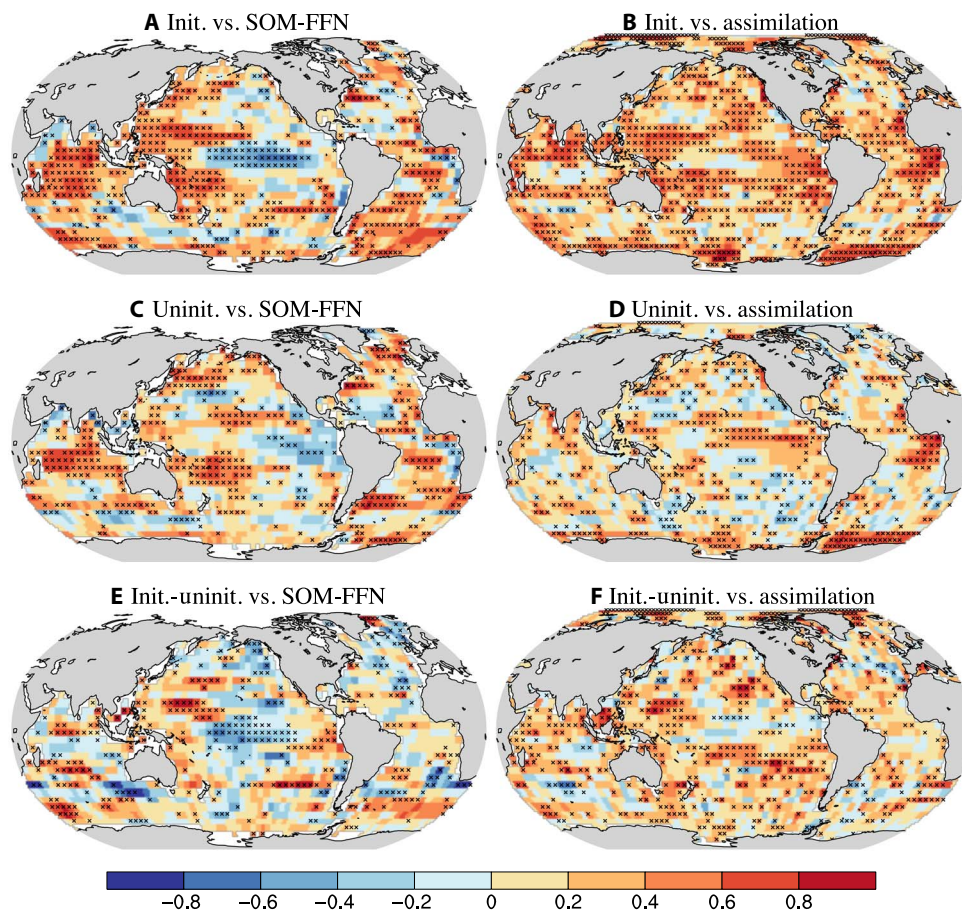 A Init. vs. SOM-FFN
B Init. vs. assimilation
C Uninit. vs. SOM-FFN
D Uninit. vs. assimilation
E Init.-uninit. vs. SOM-FFN
F Init.-uninit. vs. assimilation
−0.8 −0.6 −0.4 −0.2 0 0.2 0.4 0.6 0.8